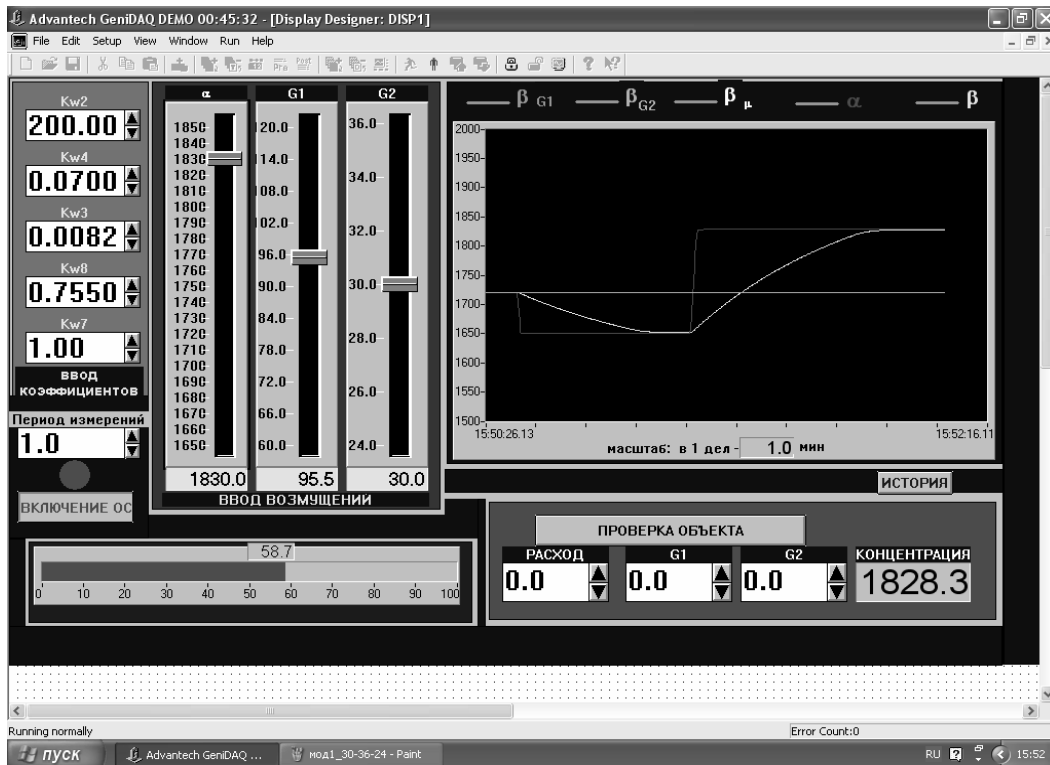 Advantech GeniDAQ DEMO 00:45:32 - [Display Designer: DISP1]
File Edit Setup View Window Run Help
Kw2
200.00
Kw4
0.0700
Kw3
0.0082
Kw8
0.7550
Kw7
1.00
ВВОД
КОЭФФИЦИЕНТОВ
Период измерений
1.0
ВКЛЮЧЕНИЕ ОС
α G1 G2
1850
1840
1830
1820
1810
1800
1790
1780
1770
1760
1750
1740
1730
1720
1710
1700
1690
1680
1670
1660
1650
120.0
114.0
108.0
102.0
96.0
90.0
84.0
78.0
72.0
66.0
60.0
36.0
34.0
32.0
30.0
28.0
26.0
24.0
1830.0 95.5 30.0
ВВОД ВОЗМУЩЕНИЙ
β G1 β G2 β μ α β
2000
1950
1900
1850
1800
1750
1700
1650
1600
1550
1500
15:50:26.13 15:52:16.11
масштаб: в 1 дел - 1.0 мин
ИСТОРИЯ
58.7
0 10 20 30 40 50 60 70 80 90 100
ПРОВЕРКА ОБЪЕКТА
РАСХОД G1 G2 КОНЦЕНТРАЦИЯ
0.0 0.0 0.0 1828.3
Running normally Error Count:0
пуск Advantech GeniDAQ ... мод1_30-36-24 - Paint RU 15:52